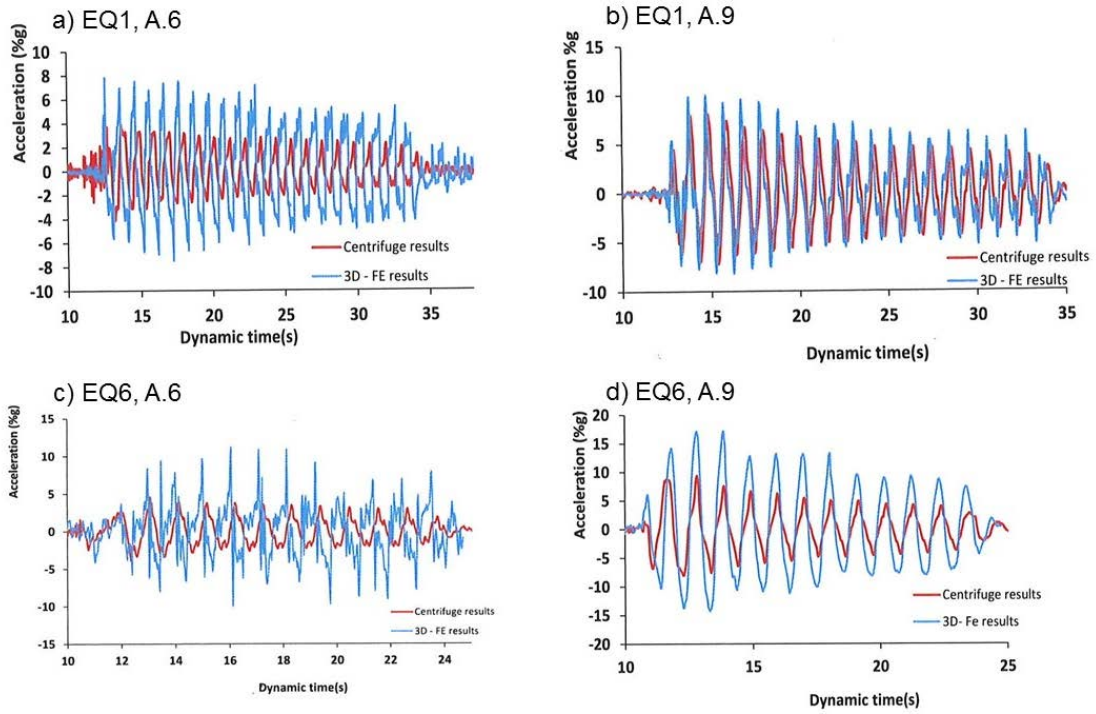 a) EQ1, A.6
Acceleration (%g)
10
8
6
4
2
0
-2
-4
-6
-8
-10
10 15 20 25 30 35
Dynamic time(s)
Centrifuge results
3D - FE results
b) EQ1, A.9
Acceleration %g
15
10
5
0
-5
-10
10 15 20 25 30 35
Dynamic time(s)
Centrifuge results
3D - FE results
c) EQ6, A.6
Acceleration (%g)
15
10
5
0
-5
-10
-15
10 12 14 16 18 20 22 24
Dynamic time(s)
Centrifuge results
3D - FE results
d) EQ6, A.9
Acceleration (%g)
20
15
10
5
0
-5
-10
-15
-20
10 15 20 25
Dynamic time(s)
Centrifuge results
3D- Fe results